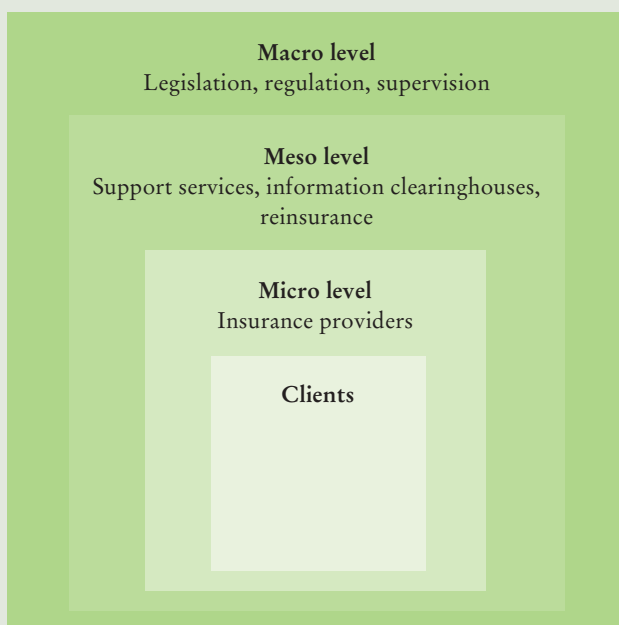 Macro level
Legislation, regulation, supervision
Meso level
Support services, information clearinghouses,
reinsurance
Micro level
Insurance providers
Clients